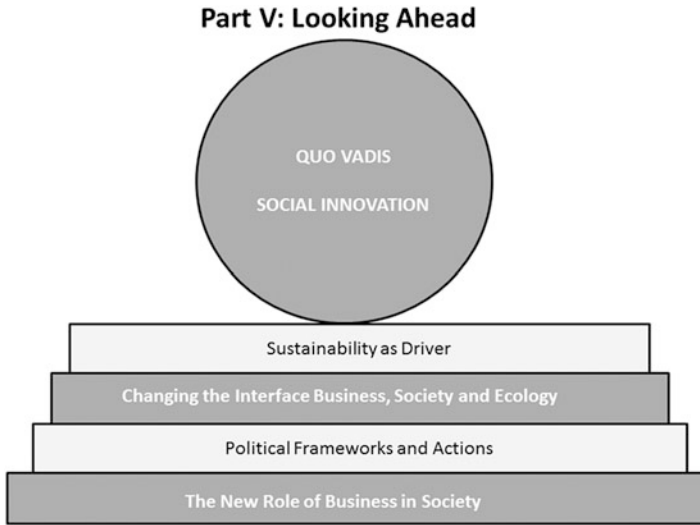 Part V: Looking Ahead
QUO VADIS
SOCIAL INNOVATION
Sustainability as Driver
Changing the Interface Business, Society and Ecology
Political Frameworks and Actions
The New Role of Business in Society